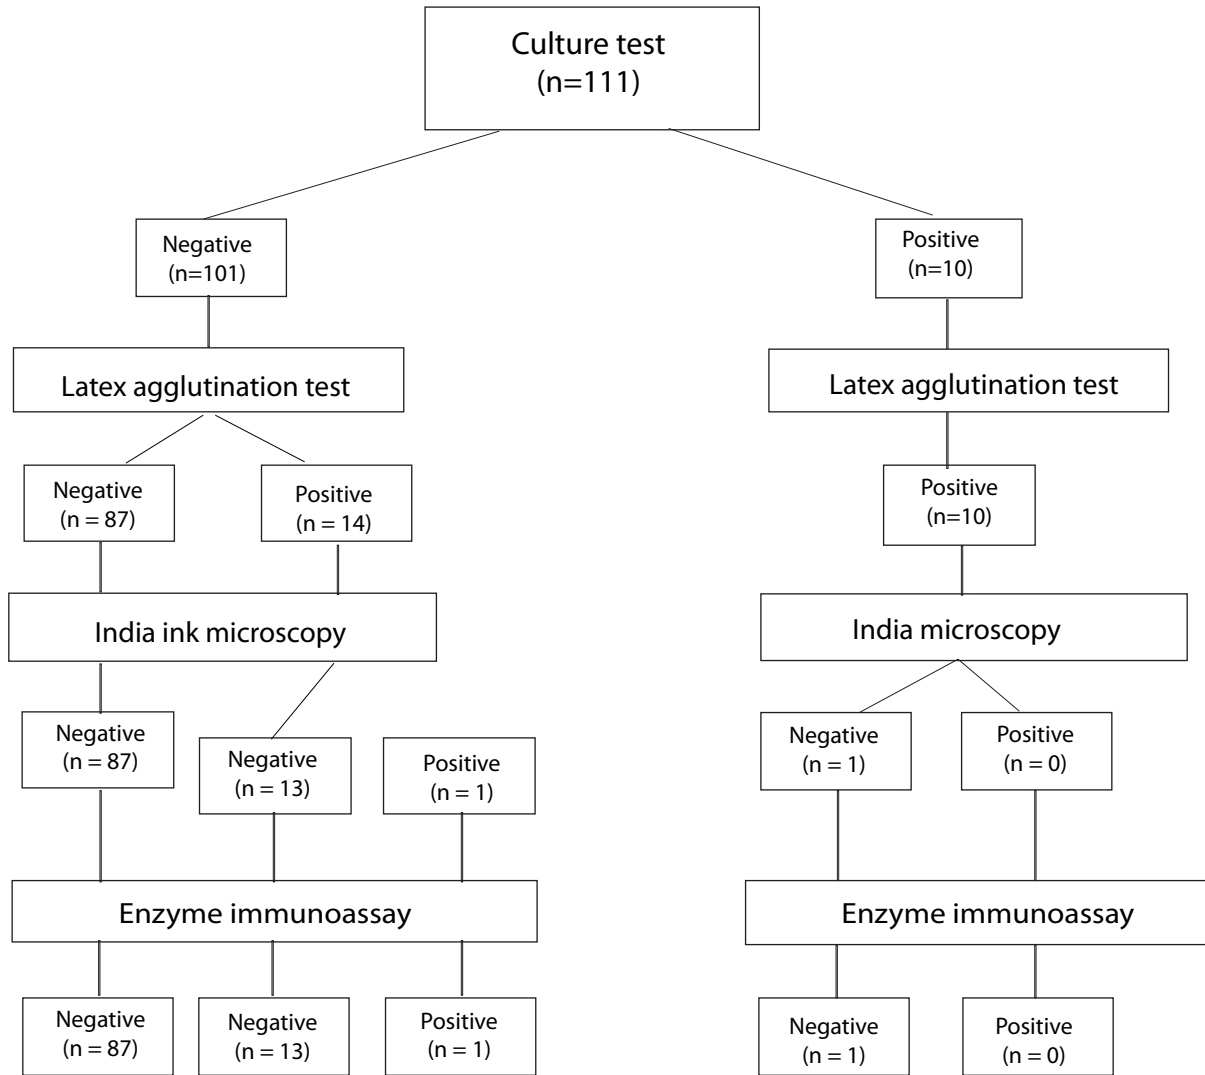 Culture test
(n=111)
Negative
(n=101)
Positive
(n=10)
Latex agglutination test
Latex agglutination test
Negative
(n = 87)
Positive
(n = 14)
Positive
(n=10)
India ink microscopy
India microscopy
Negative
(n = 87)
Negative
(n = 13)
Positive
(n = 1)
Negative
(n = 1)
Positive
(n = 0)
Enzyme immunoassay
Enzyme immunoassay
Negative
(n = 87)
Negative
(n = 13)
Positive
(n = 1)
Negative
(n = 1)
Positive
(n = 0)